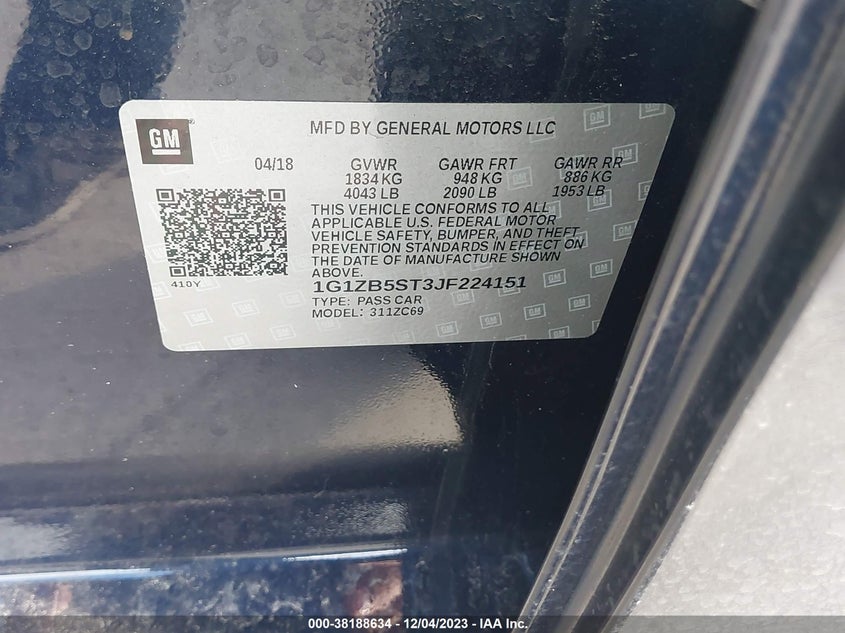 GM
MFD BY GENERAL MOTORS LLC
04/18 GVWR GAWR FRT GAWR RR
1834 KG 948 KG 886 KG
4043 LB 2090 LB 1953 LB
THIS VEHICLE CONFORMS TO ALL
APPLICABLE U.S. FEDERAL MOTOR
VEHICLE SAFETY, BUMPER, AND THEFT
PREVENTION STANDARDS IN EFFECT ON
THE DATE OF MANUFACTURE SHOWN
ABOVE.
410Y
1G1ZB5ST3JF224151
TYPE: PASS CAR
MODEL: 311ZC69
000-38188634 - 12/04/2023 - IAA Inc.